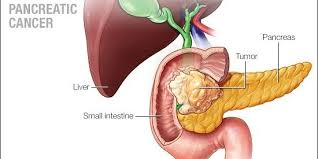 PANCREATIC
CANCER
Pancreas
Tumor
Liver
Small intestine